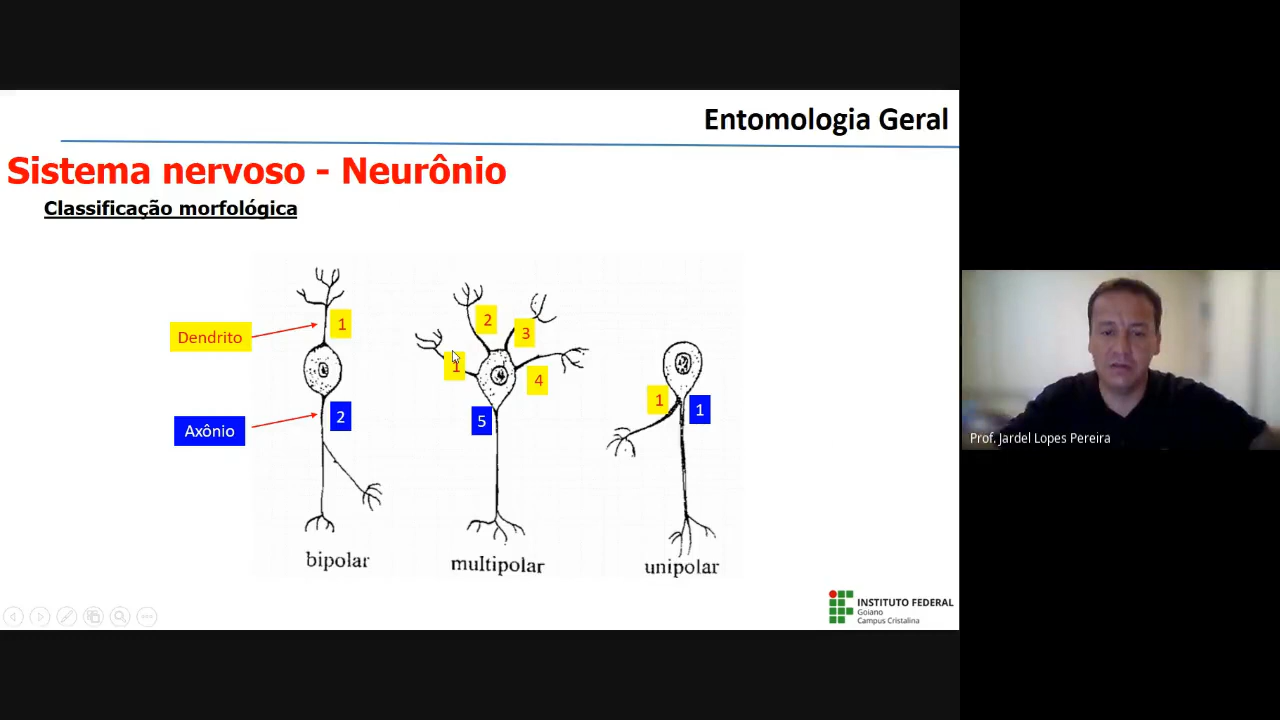 Entomologia Geral
Sistema nervoso - Neurônio
Classificação morfológica
Dendrito
1
Axônio
2
bipolar
1
2
3
4
5
multipolar
1
1
unipolar
INSTITUTO FEDERAL
Goiano
Campus Cristalina
Prof. Jardel Lopes Pereira